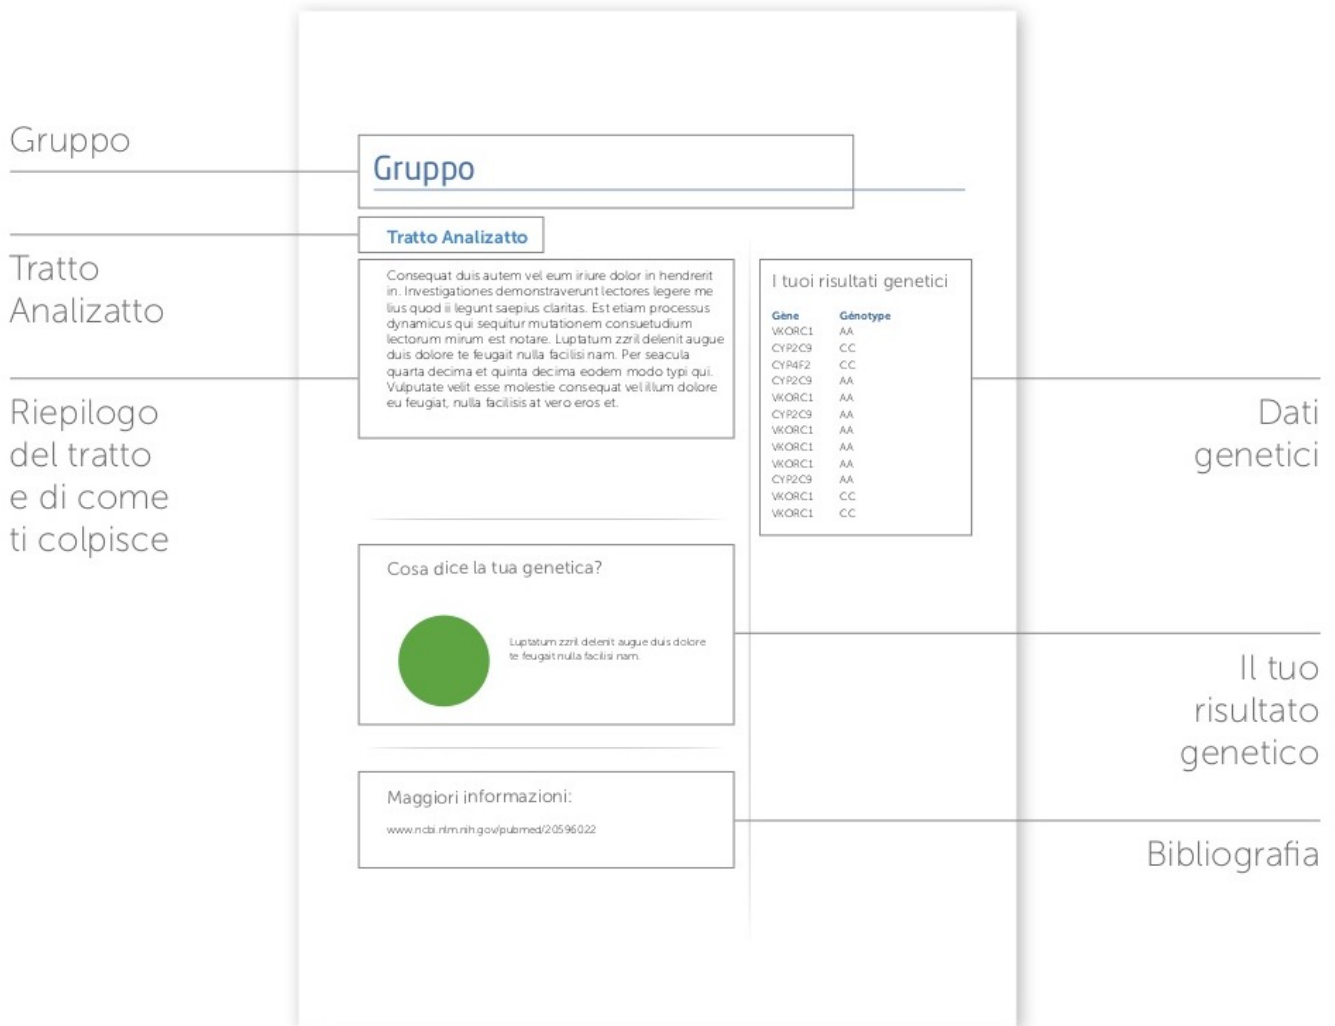 Gruppo
Tratto
Analizatto
Riepilogo
del tratto
e di come
ti colpisce
Gruppo
Tratto Analizatto
Consequat duis autem vel eum iriure dolor in hendrerit
in. Investigationes demonstraverunt lectores legere me
lius quod ii legunt saepius claritas. Est etiam processus
dynamicus qui sequitur mutationem consuetudium
lectorum mirum est notare. Luptatum zzril delenit augue
duis dolore te feugait nulla facilisi nam. Per seacula
quarta decima et quinta decima eodem modo typi qui.
Vulputate velit esse molestie consequat vel illum dolore
eu feugiat, nulla facilisis at vero eros et.
Cosa dice la tua genetica?
Luptatum zzril delenit augue duis dolore
te feugait nulla facilisi nam.
Maggiori informazioni:
www.ncbi.nlm.nih.gov/pubmed/20596022
I tuoi risultati genetici
Gène Génotype
VKORC1 AA
CYP2C9 CC
CYP4F2 CC
CYP2C9 AA
VKORC1 AA
CYP2C9 AA
VKORC1 AA
VKORC1 AA
VKORC1 AA
CYP2C9 AA
VKORC1 CC
VKORC1 CC
Dati
genetici
Il tuo
risultato
genetico
Bibliografia